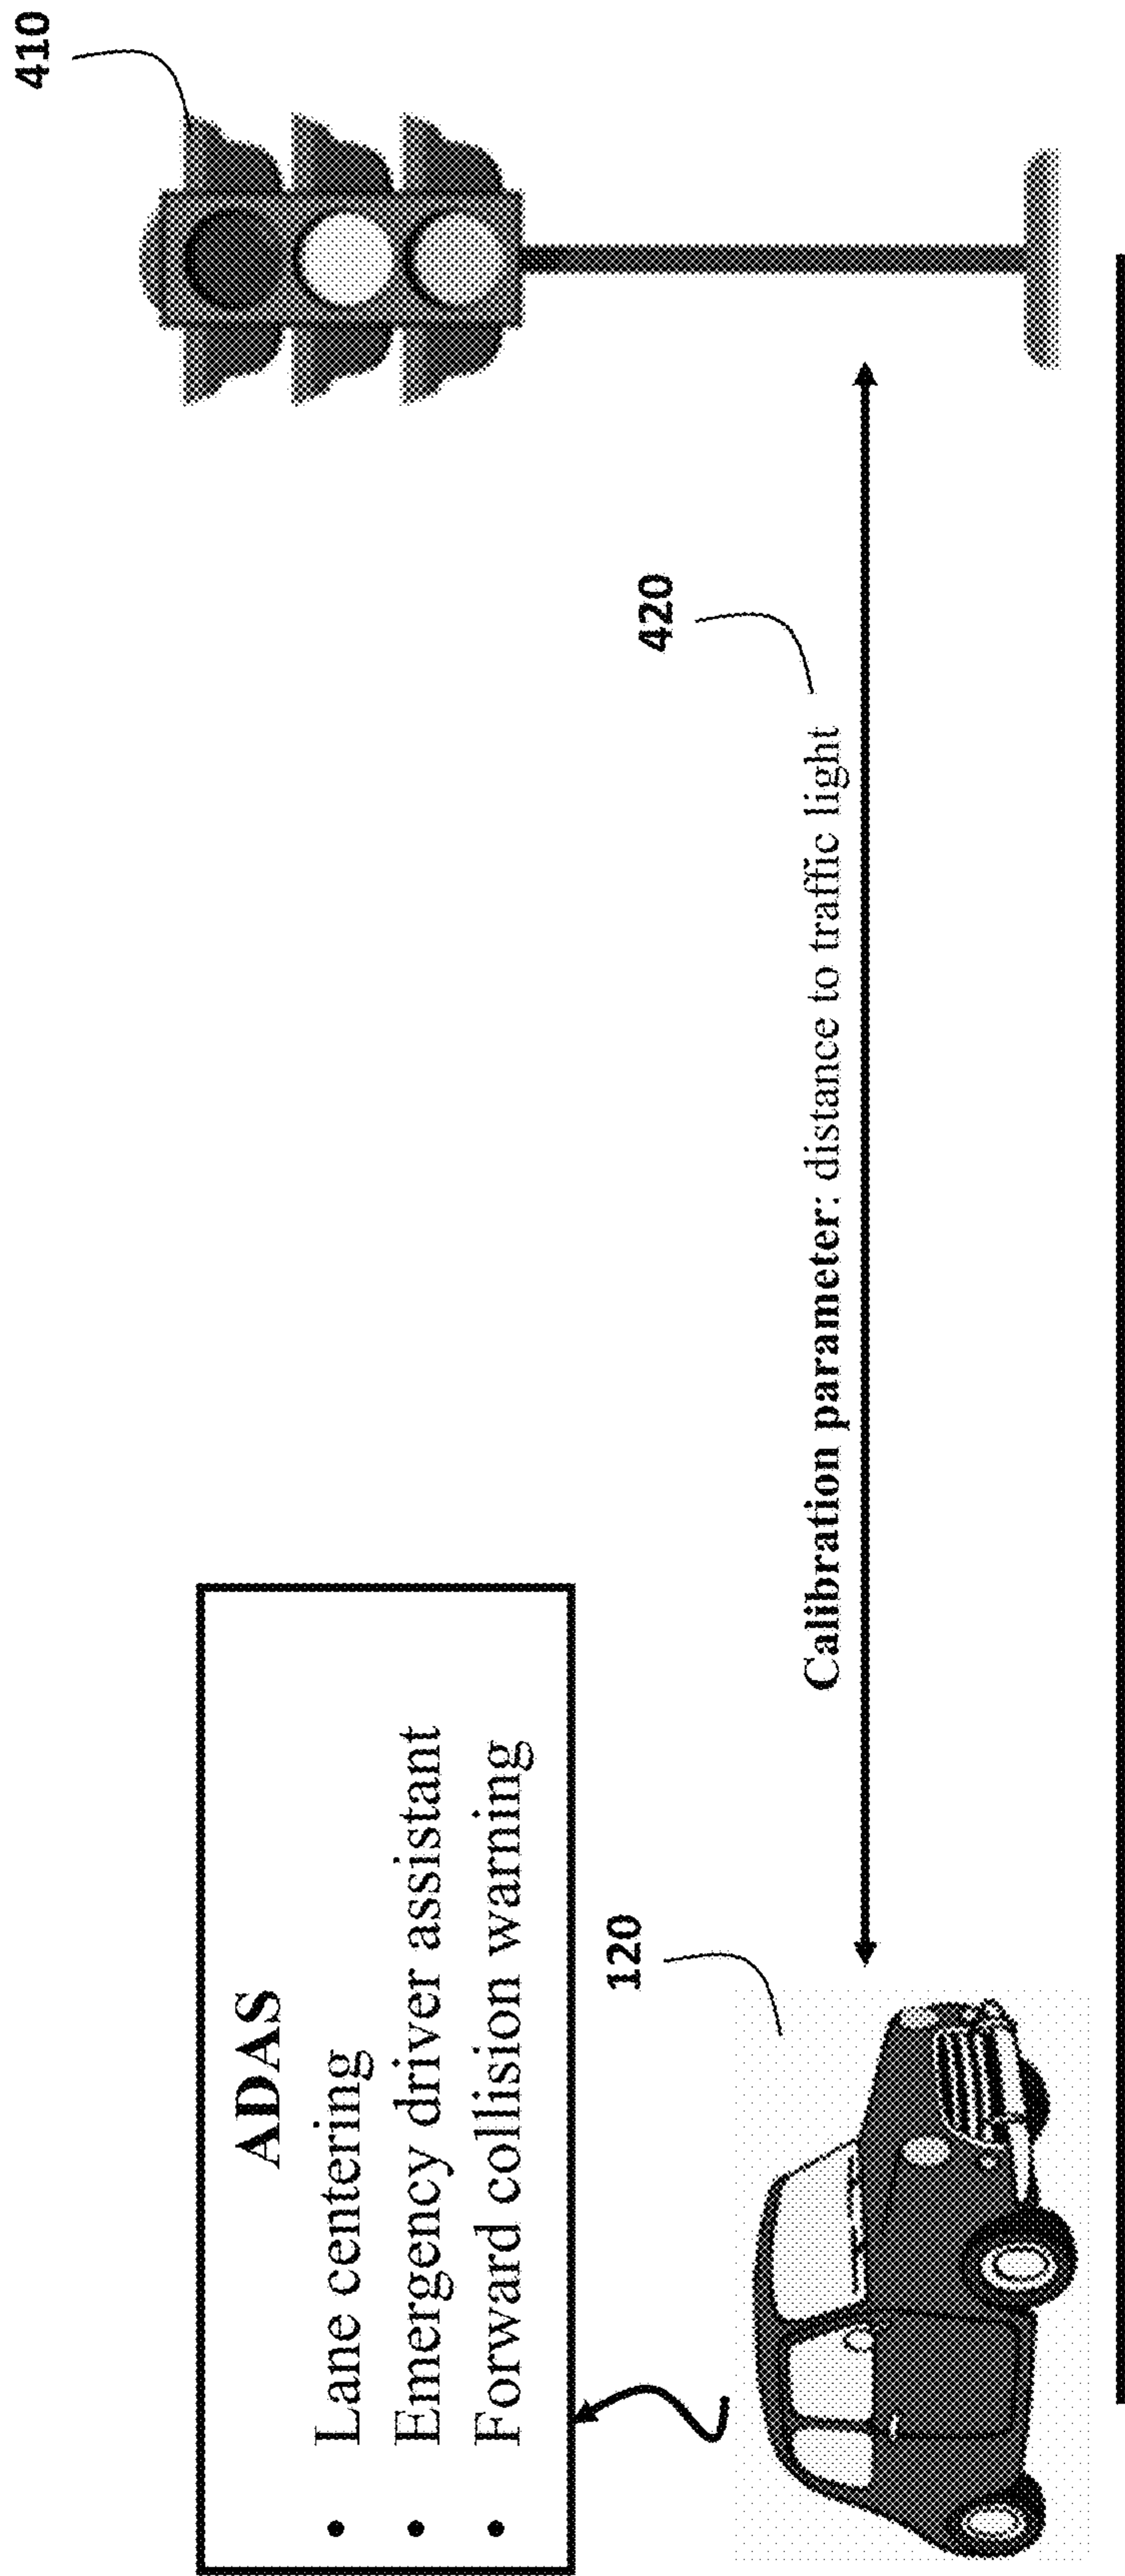 410
ADAS
• Lane centering
• Emergency driver assistant
• Forward collision warning
420
120
Calibration parameter: distance to traffic light